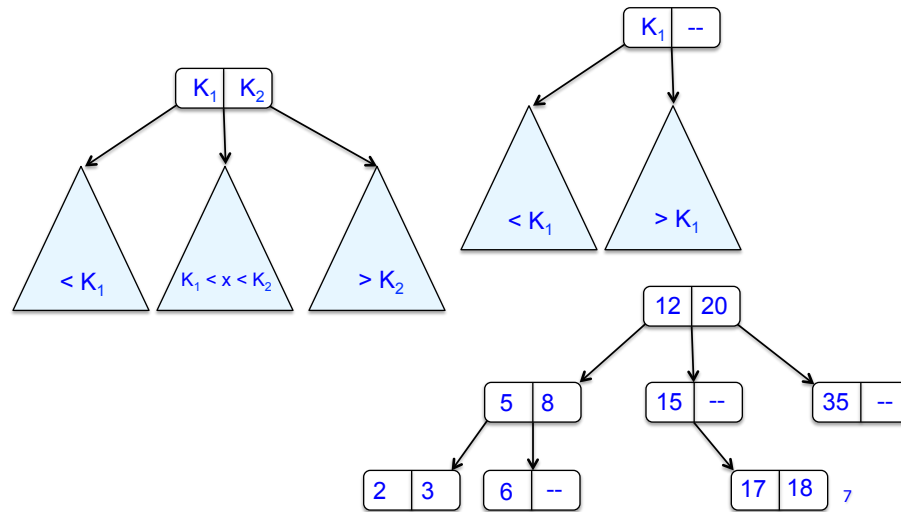 K₁ --
K₁ K₂
< K₁ > K₁
< K₁ K₁ < x < K₂ > K₂
12 20
5 8 15 -- 35 --
2 3 6 -- 17 18 7